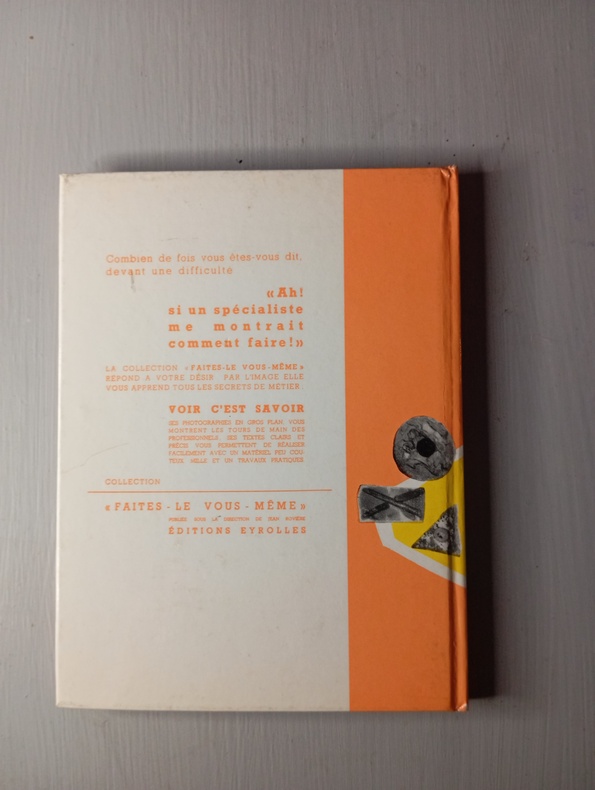 Combien de fois vous êtes-vous dit,
devant une difficulté
«Ah!
si un spécialiste
me montrait
comment faire!»
LA COLLECTION «FAITES-LE VOUS-MÊME»
RÉPOND A VOTRE DÉSIR PAR L'IMAGE ELLE
VOUS APPREND TOUS LES SECRETS DE MÉTIER.
VOIR C'EST SAVOIR
SES PHOTOGRAPHIES EN GROS PLAN VOUS
MONTRENT LES TOURS DE MAIN DES
PROFESSIONNELS, SES TEXTES CLAIRS ET
PRÉCIS VOUS PERMETTENT DE RÉALISER
FACILEMENT AVEC UN MATÉRIEL PEU COU-
TEUX, MILLE ET UN TRAVAUX PRATIQUES
COLLECTION
«FAITES-LE VOUS-MÊME»
PUBLIÉE SOUS LA DIRECTION DE JEAN RIVIÈRE
ÉDITIONS EYROLLES